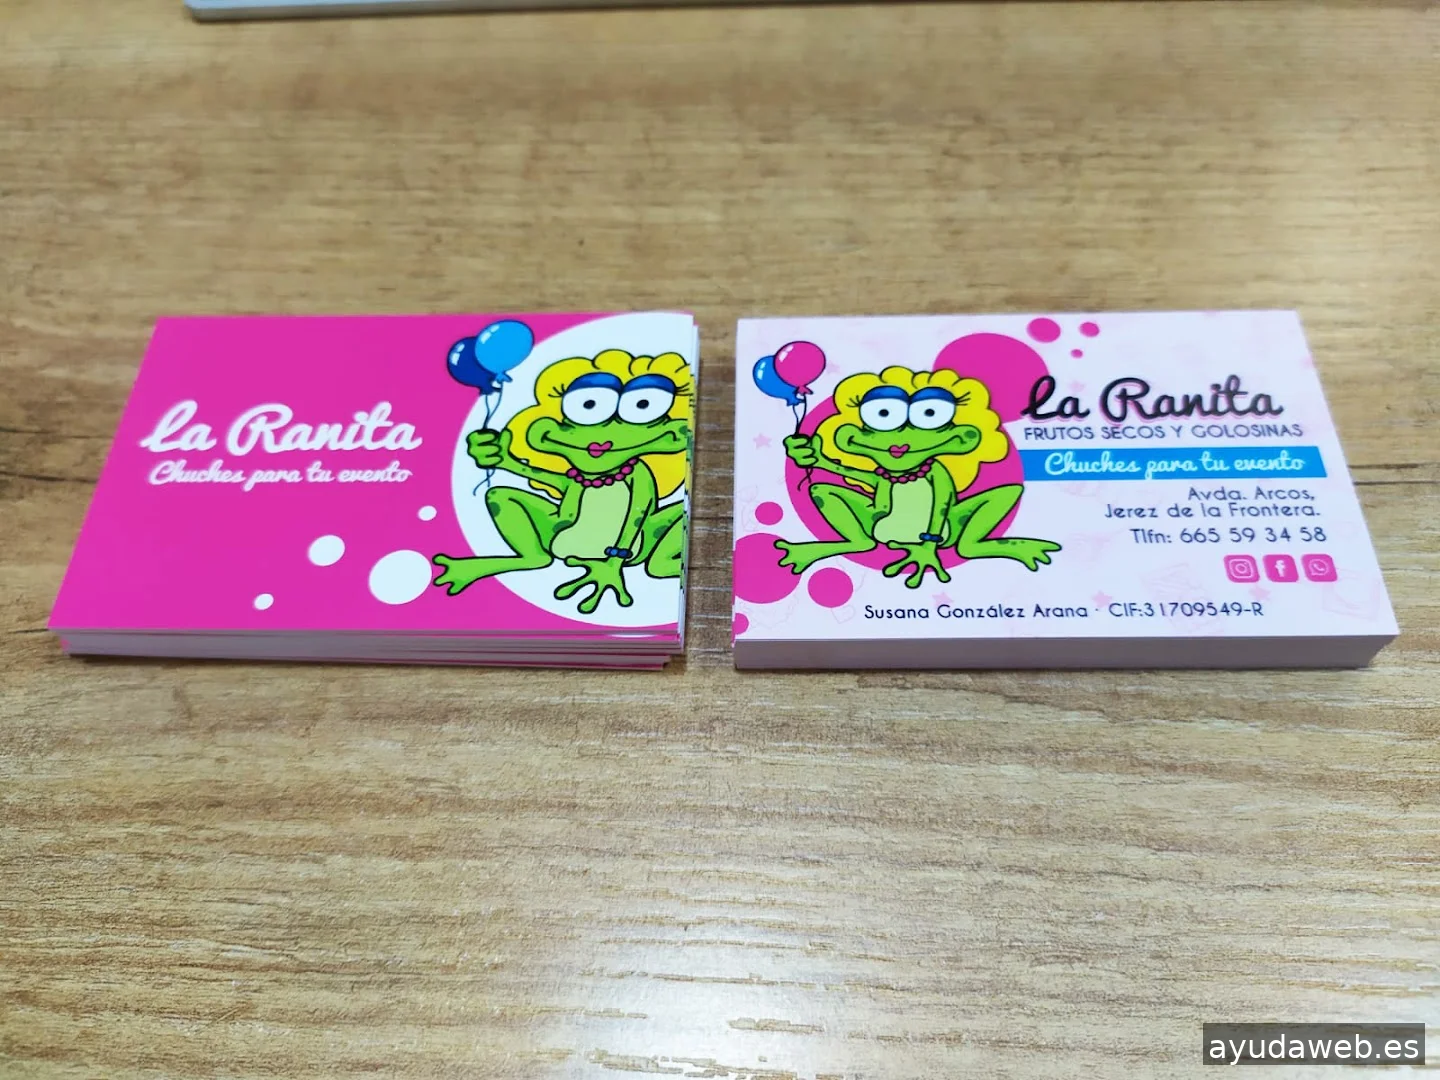 La Ranita
Chuches para tu evento
La Ranita
FRUTOS SECOS Y GOLOSINAS
Chuches para tu evento
Avda. Arcos,
Jerez de la Frontera.
Tlfn: 665 59 34 58
Susana González Arana · CIF:31709549-R
ayudaweb.es